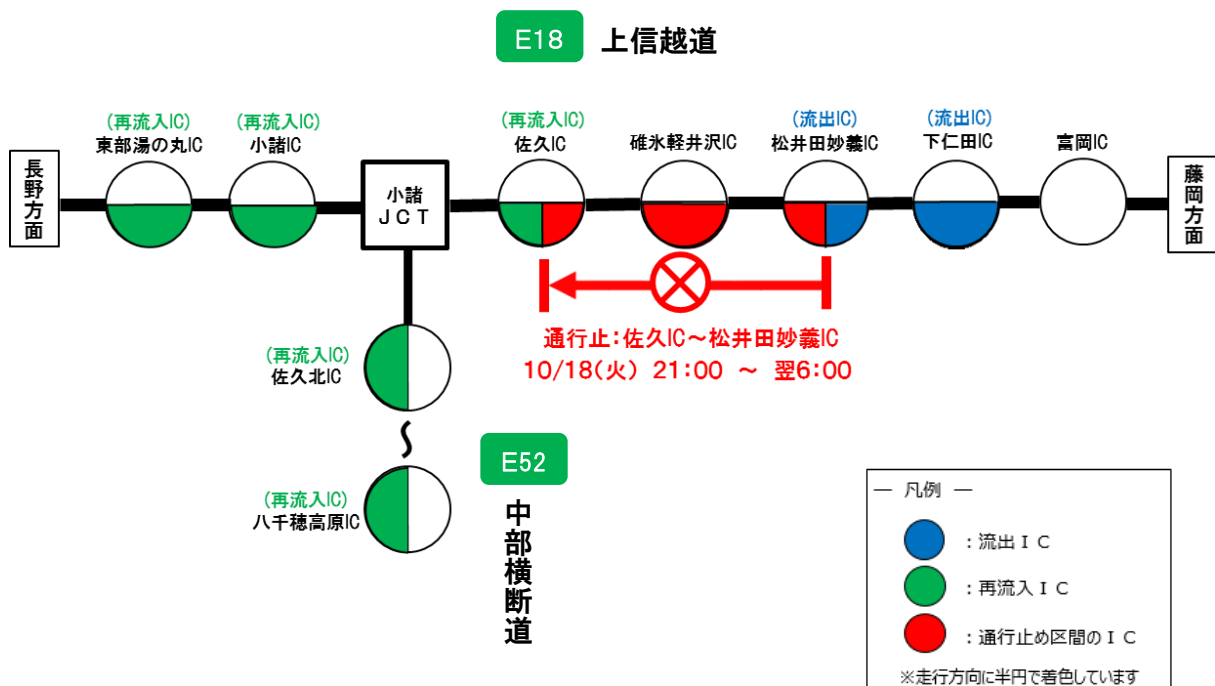 E18 上信越道
(再流入IC)
東部湯の丸IC
(再流入IC)
小諸IC
(再流入IC)
佐久IC
碓氷軽井沢IC
(流出IC)
松井田妙義IC
(流出IC)
下仁田IC
富岡IC
長野方面
小諸
ＪＣＴ
藤岡方面
通行止：佐久IC～松井田妙義IC
10/18(火) 21:00 ～ 翌6:00
(再流入IC)
佐久北IC
(再流入IC)
八千穂高原IC
E52
中部横断道
― 凡例 ―
：流出ＩＣ
：再流入ＩＣ
：通行止め区間のＩＣ
※走行方向に半円で着色しています